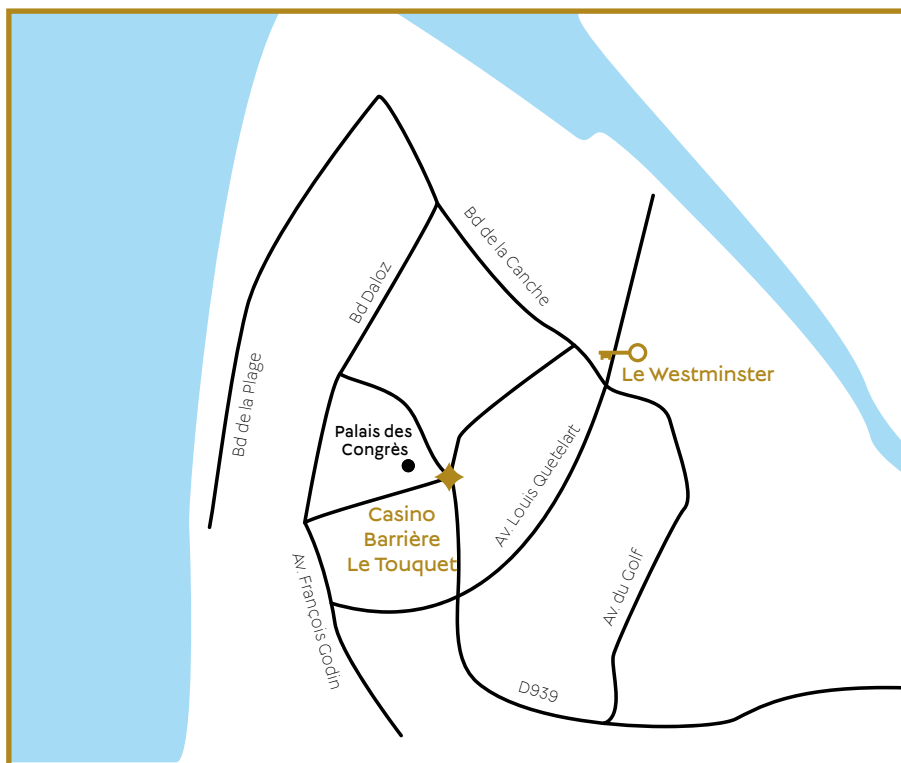 Bd de la Canche
Bd Daloz
Bd de la Plage
Le Westminster
Palais des
Congrès
Av. Louis Quetelart
Casino
Barrière
Le Touquet
Av. François Godin
Av. du Golf
D939